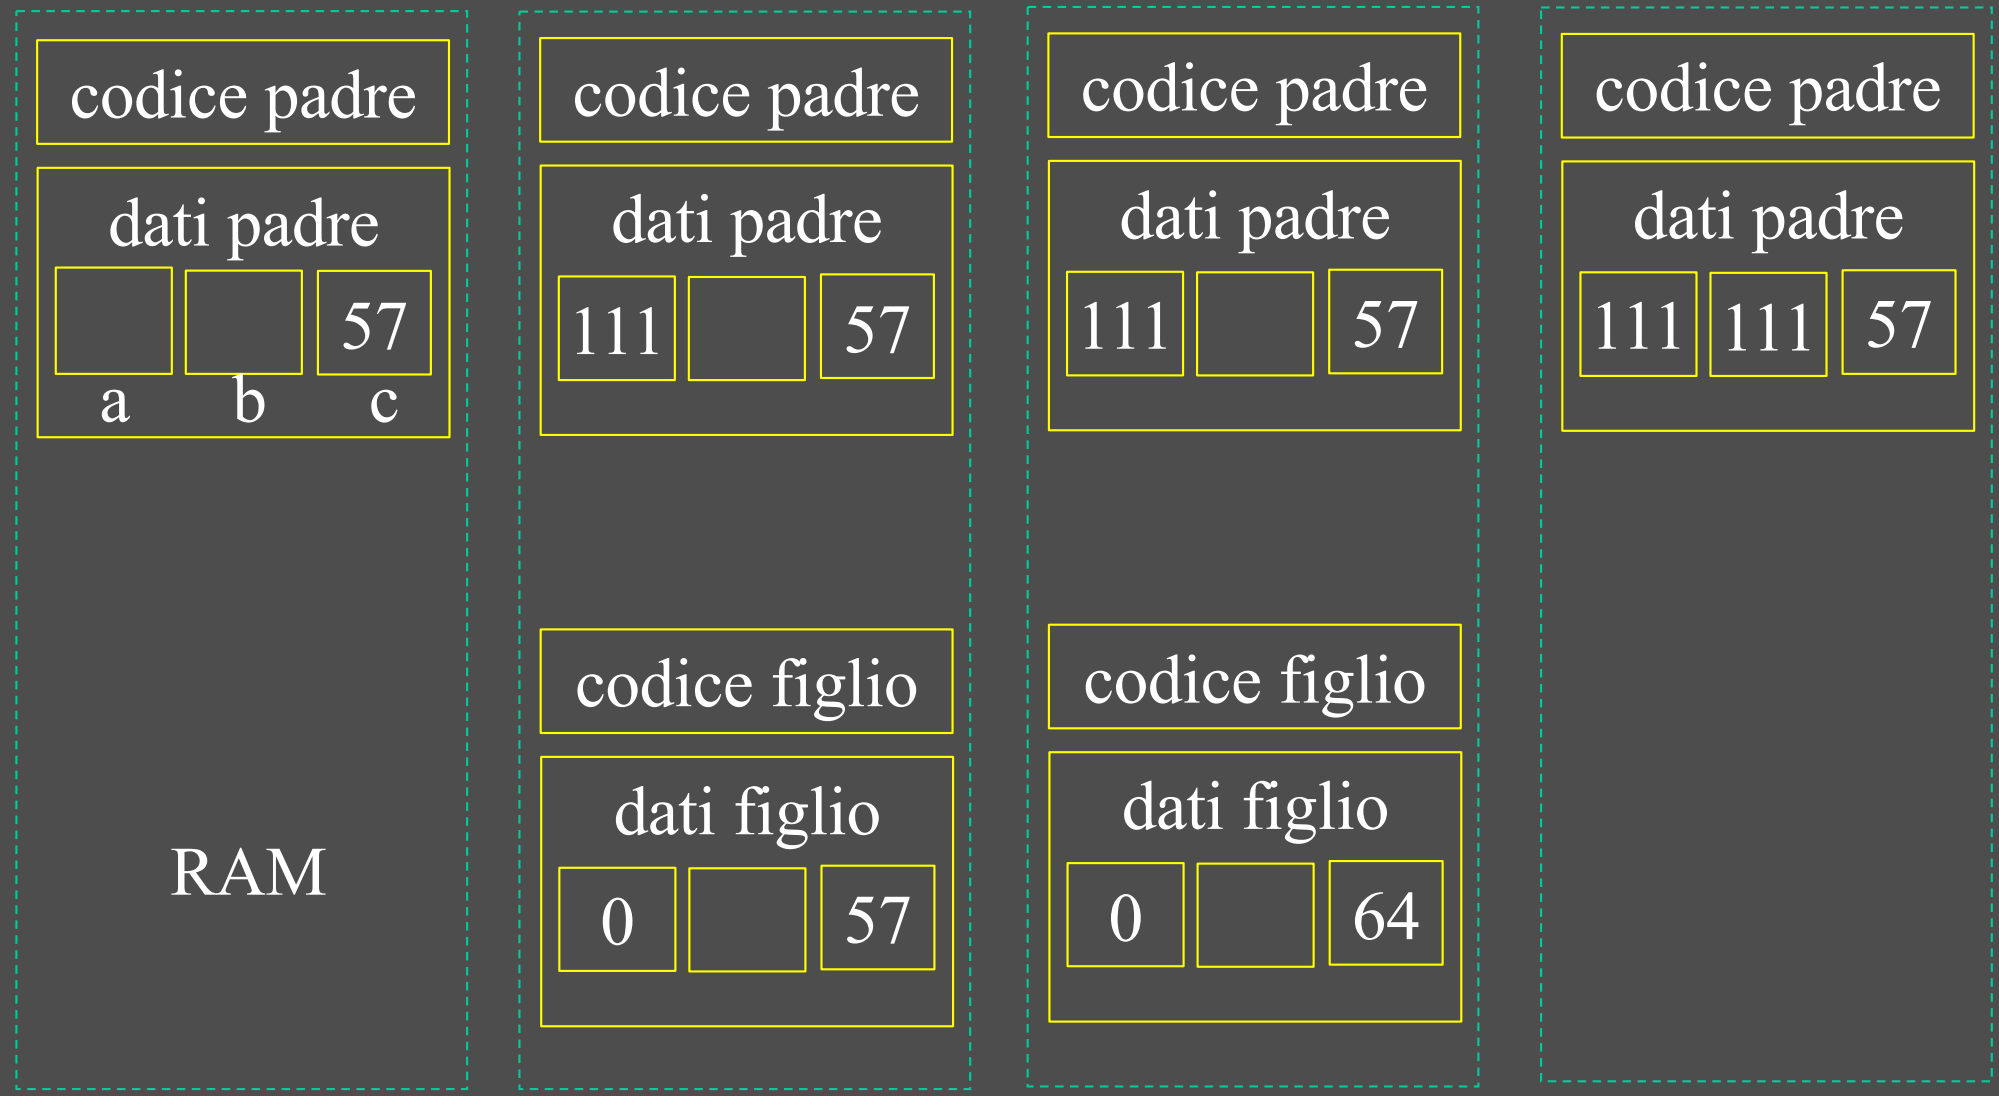 codice padre
dati padre
57
a b c
RAM
codice padre
dati padre
111 57
codice figlio
dati figlio
0 57
codice padre
dati padre
111 57
codice figlio
dati figlio
0 64
codice padre
dati padre
111 111 57